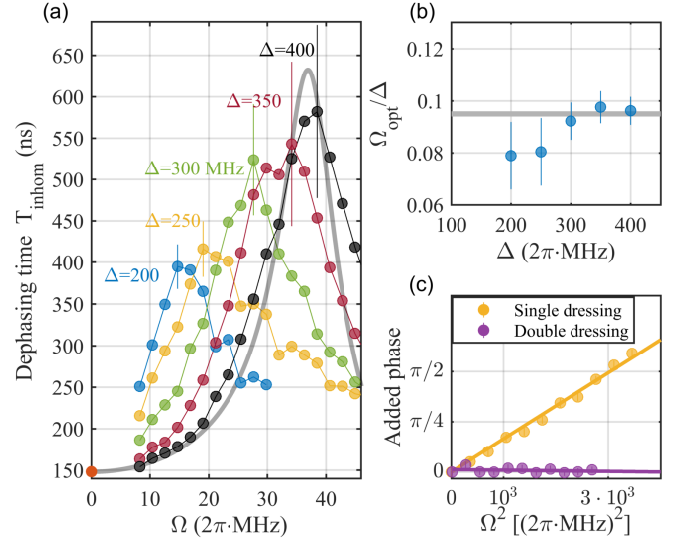 (a)
Dephasing time T_inhom (ns)
700
650
600
550
500
450
400
350
300
250
200
150
Δ=400
Δ=350
Δ=300 MHz
Δ=250
Δ=200
0
10
20
30
40
Ω (2π·MHz)
(b)
Ω_opt/Δ
0.12
0.1
0.08
0.06
100
200
300
400
Δ (2π·MHz)
(c)
Single dressing
Double dressing
Added phase
π/2
π/4
0
0
10³
3·10³
Ω² [(2π·MHz)²]